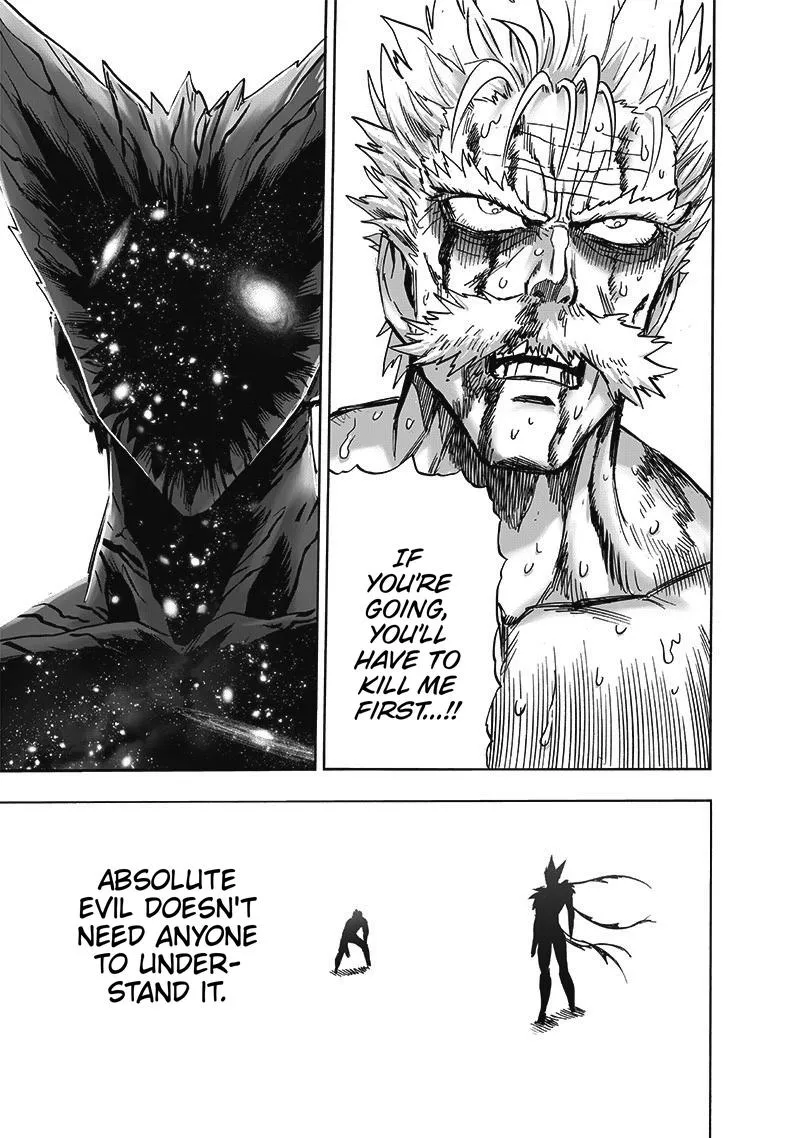 IF
YOU'RE
GOING,
YOU'LL
HAVE TO
KILL ME
FIRST...!!
ABSOLUTE
EVIL DOESN'T
NEED ANYONE
TO UNDER-
STAND IT.